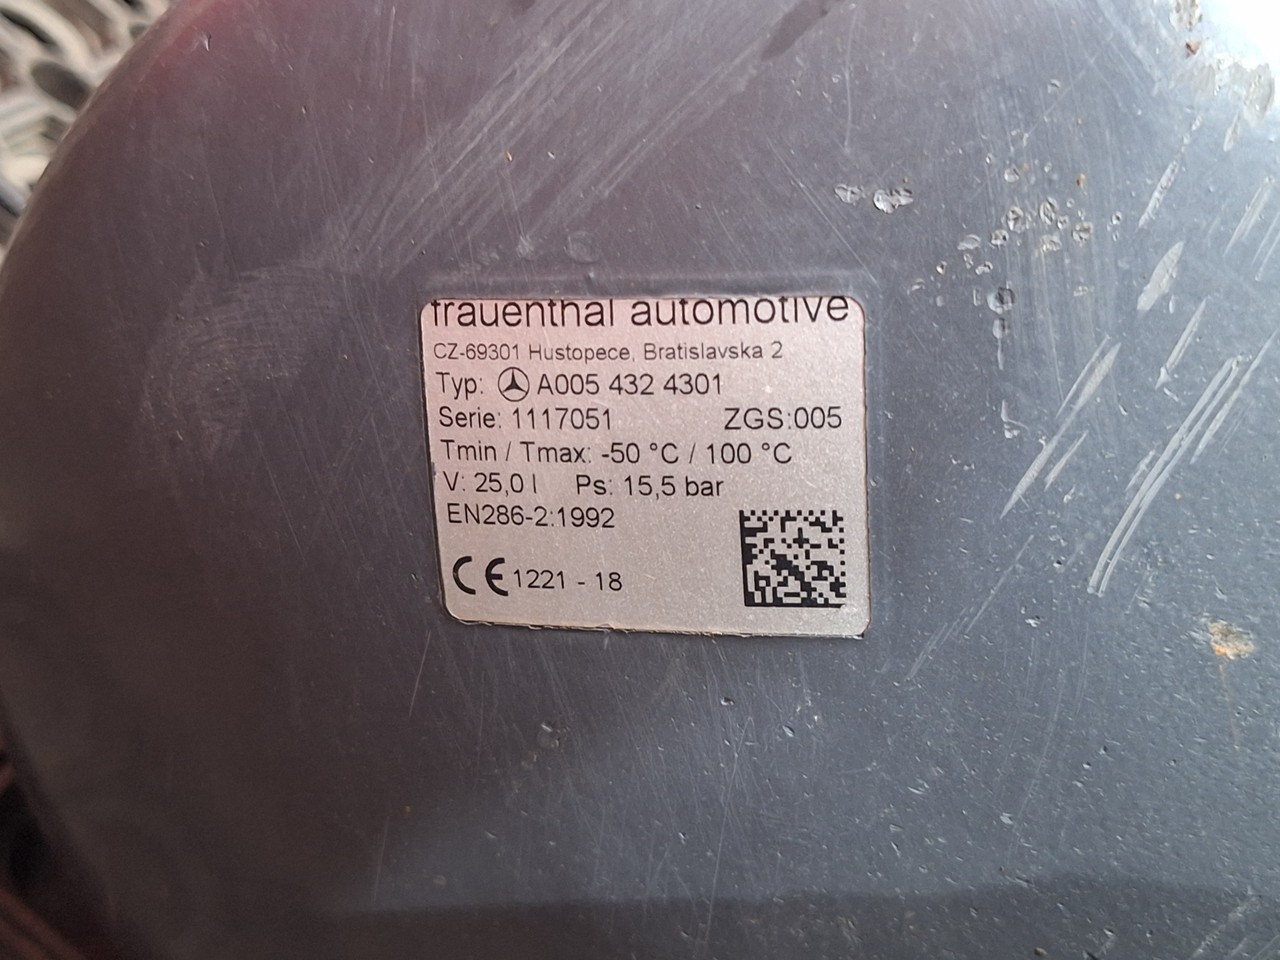 frauenthal automotive
CZ-69301 Hustopece, Bratislavska 2
Typ: A005 432 4301
Serie: 1117051 ZGS:005
Tmin / Tmax: -50 °C / 100 °C
V: 25,0 l Ps: 15,5 bar
EN286-2:1992
CE 1221 - 18